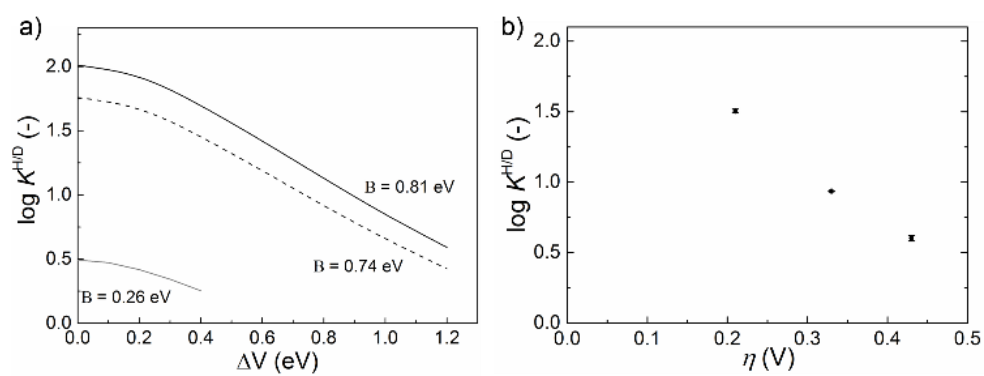 a)
log K^H/D (-)
2.0
1.5
1.0
0.5
0.0
B = 0.81 eV
B = 0.74 eV
B = 0.26 eV
0.0 0.2 0.4 0.6 0.8 1.0 1.2
ΔV (eV)
b)
log K^H/D (-)
2.0
1.5
1.0
0.5
0.0
0.0 0.1 0.2 0.3 0.4 0.5
η (V)